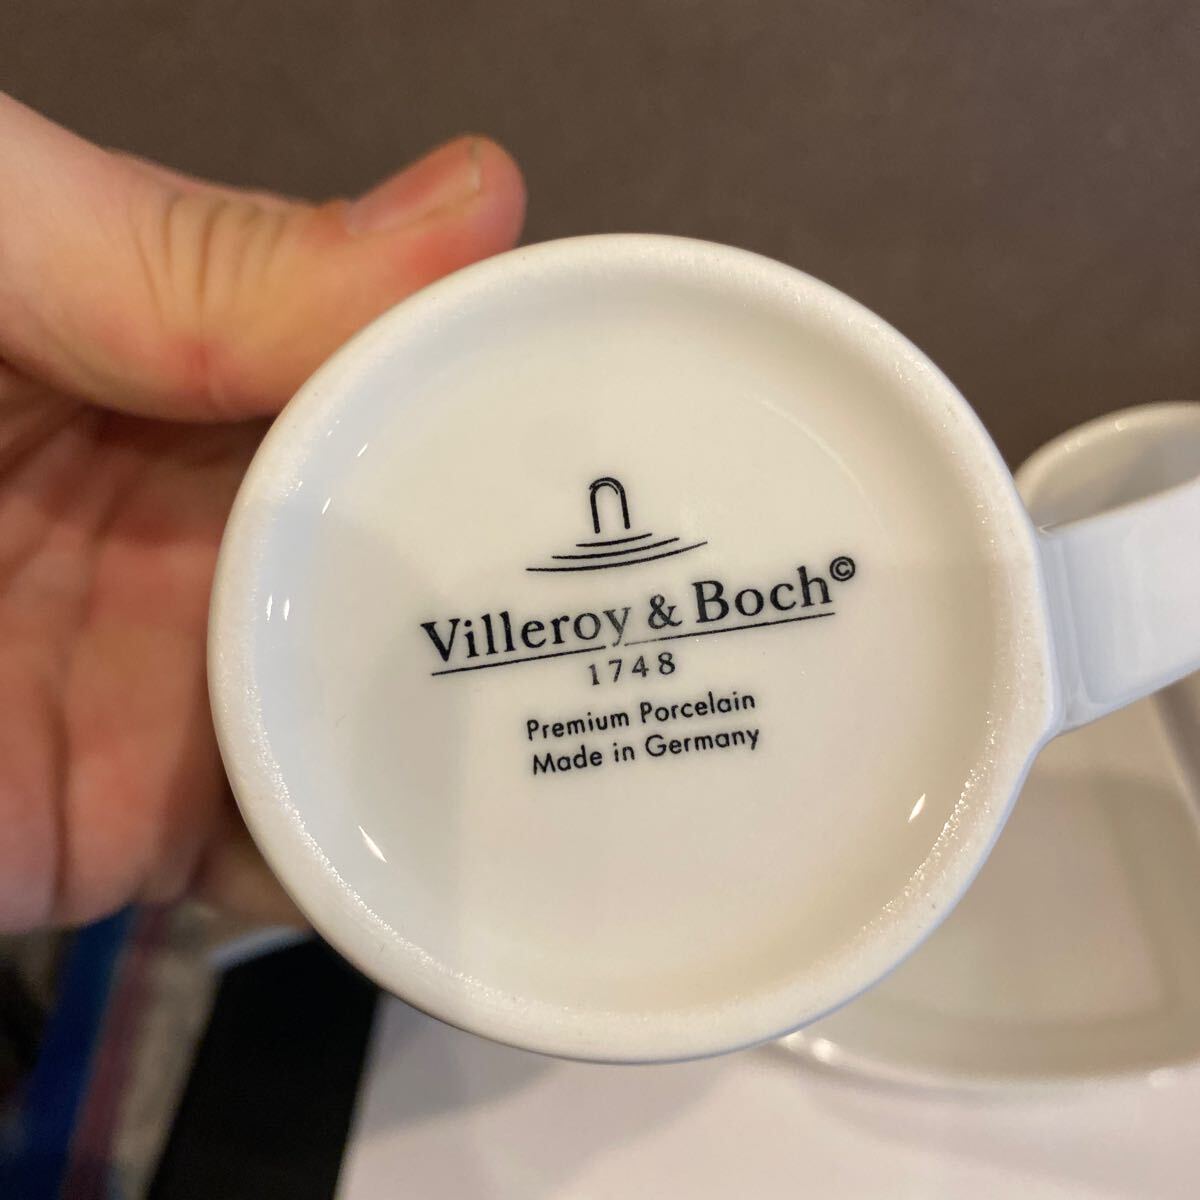 Villeroy & Boch©
1748
Premium Porcelain
Made in Germany